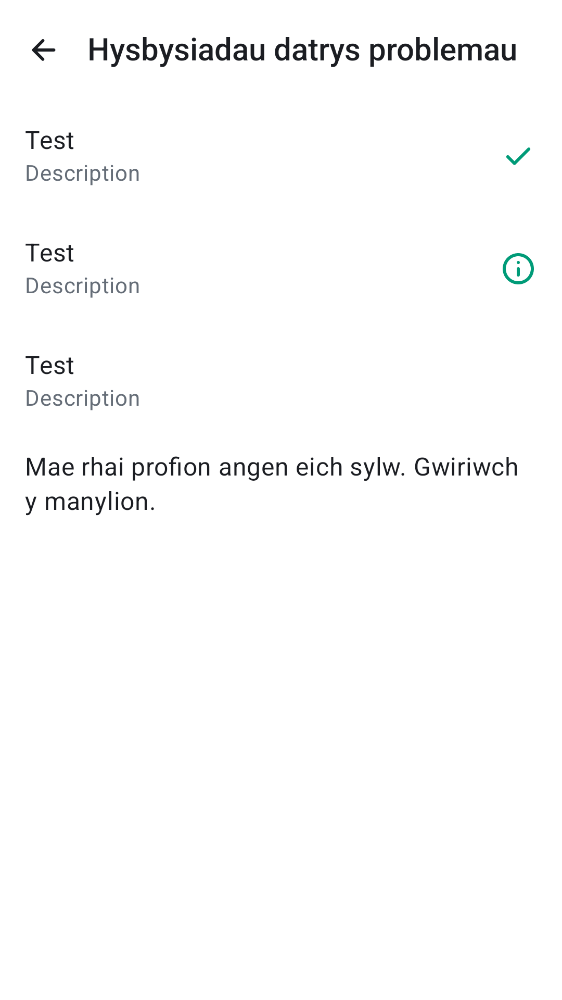 Hysbysiadau datrys problemau
Test
Description
Test
Description
Test
Description
Mae rhai profion angen eich sylw. Gwiriwch
y manylion.